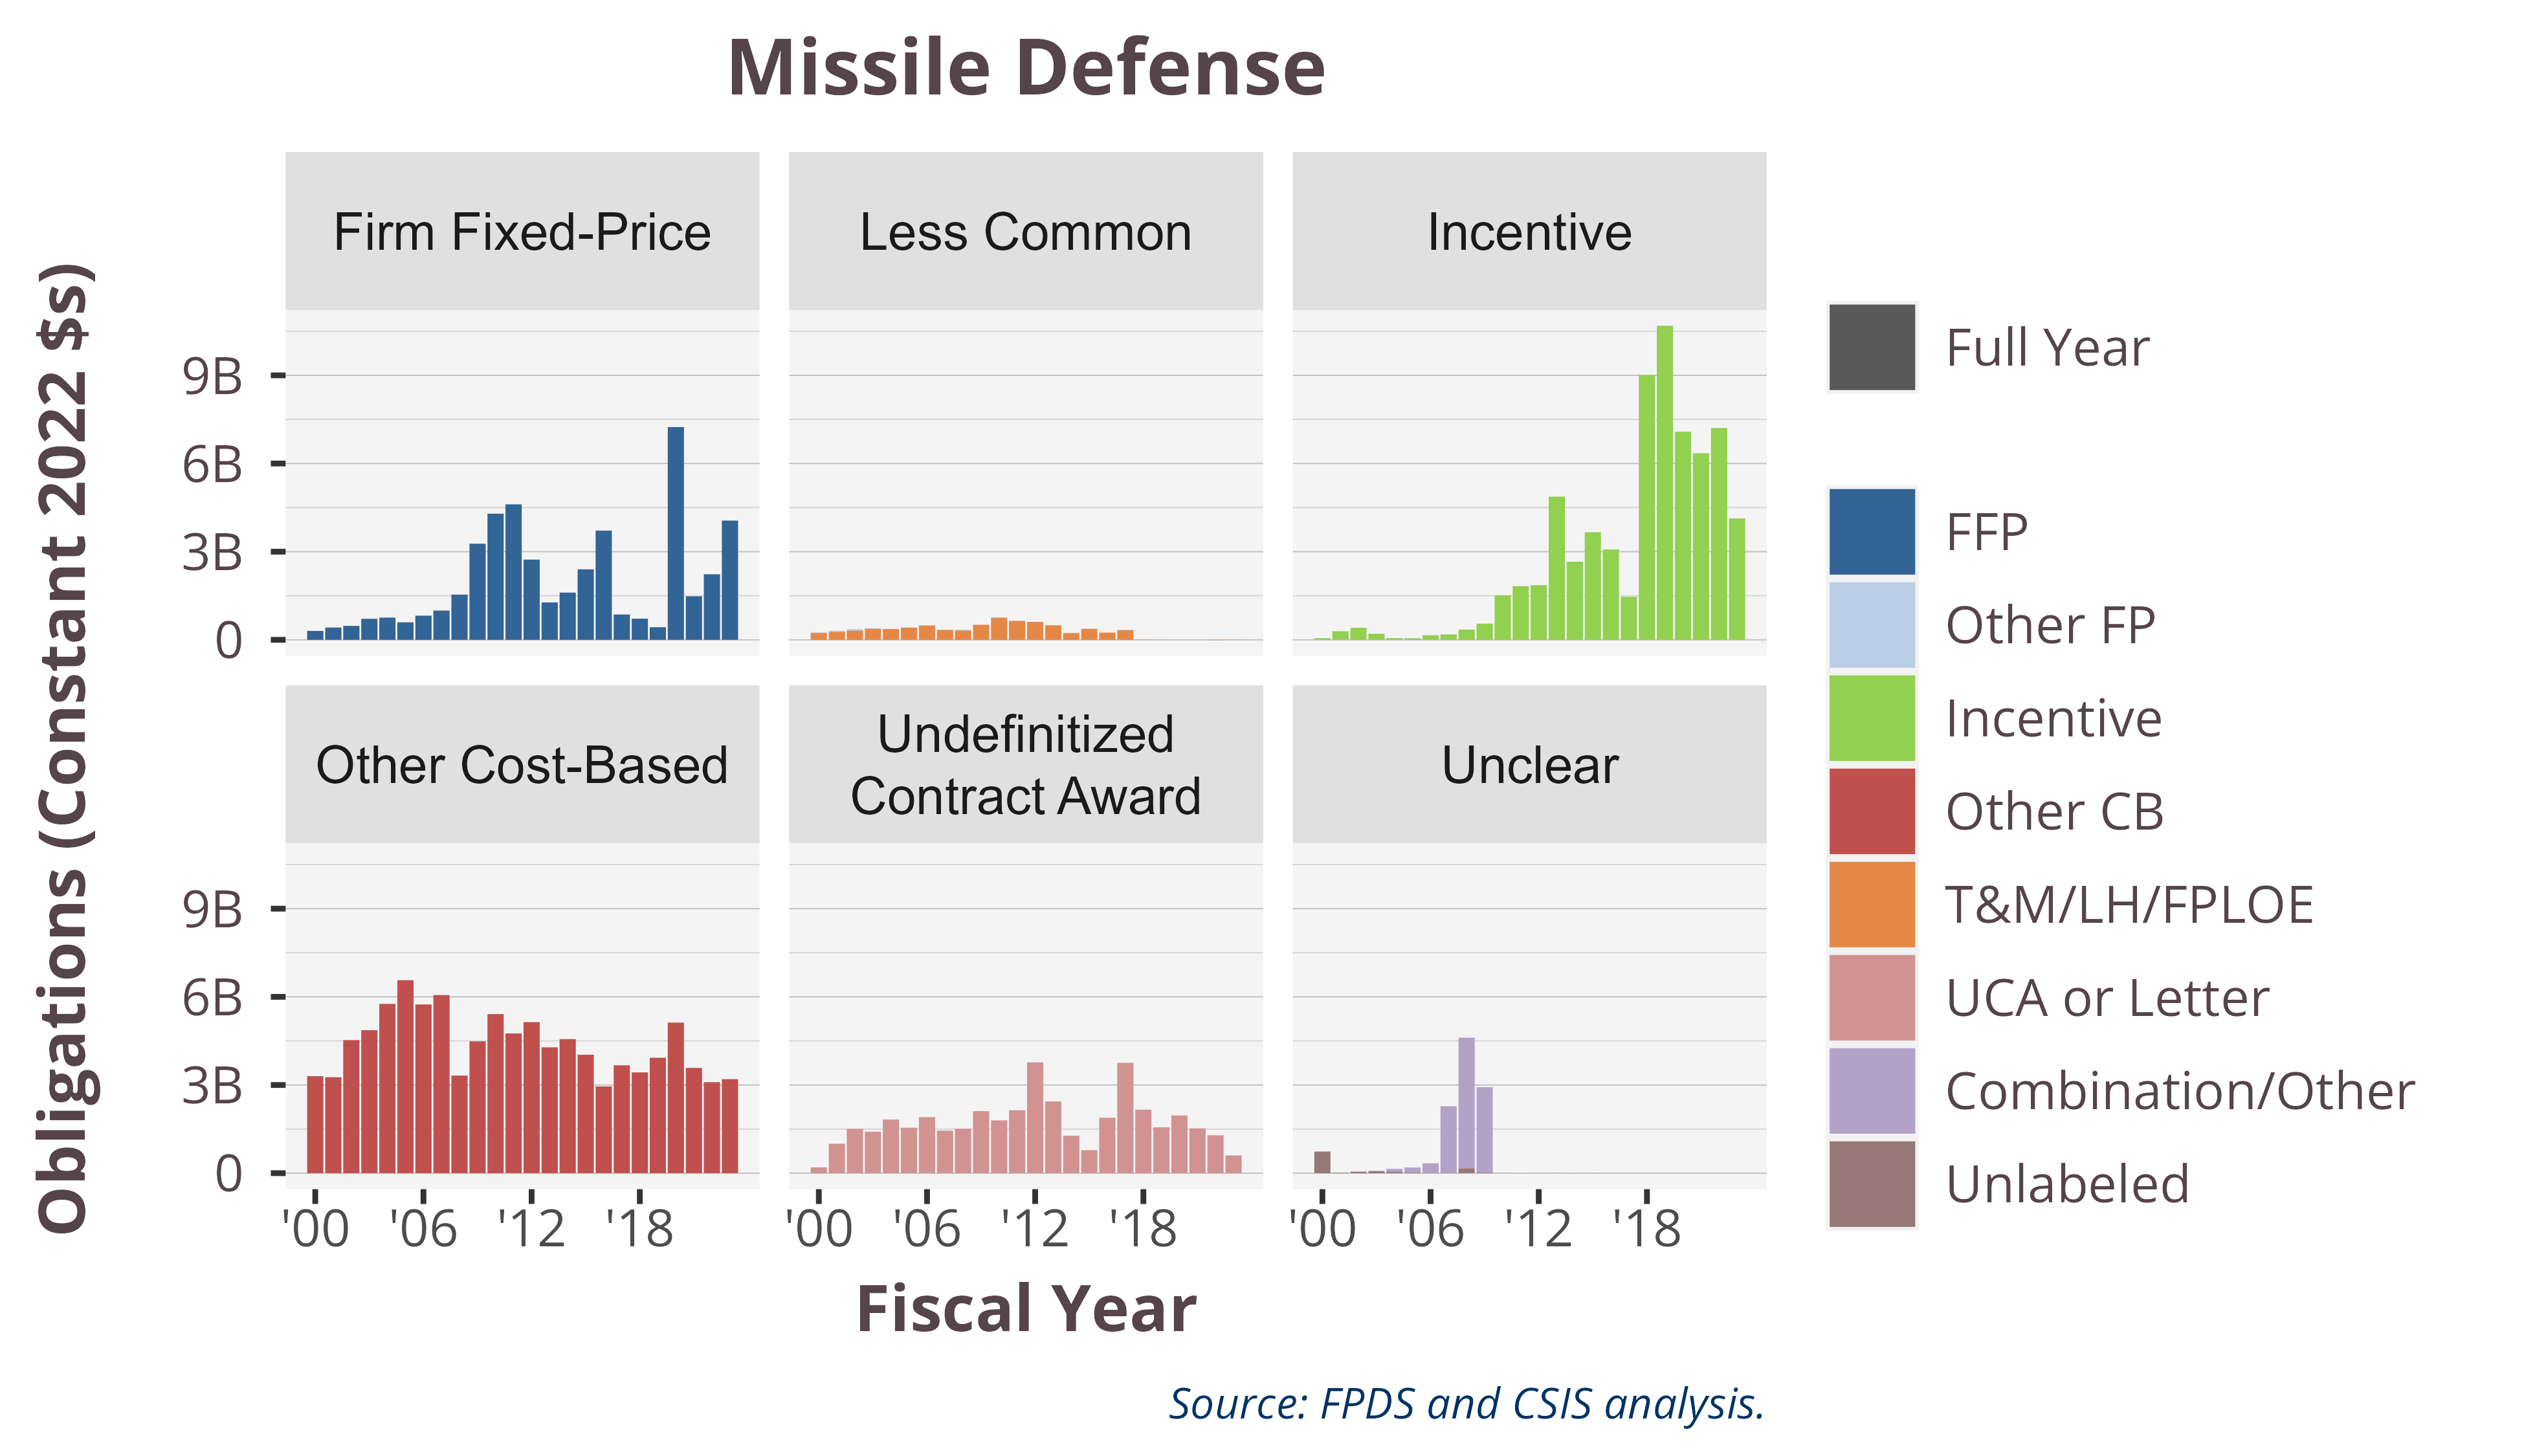 Missile Defense
Obligations (Constant 2022 $s)
Firm Fixed-Price
Less Common
Incentive
9B
6B
3B
0
Other Cost-Based
Undefinitized
Contract Award
Unclear
9B
6B
3B
0
'00 '06 '12 '18
'00 '06 '12 '18
'00 '06 '12 '18
Fiscal Year
Full Year
FFP
Other FP
Incentive
Other CB
T&M/LH/FPLOE
UCA or Letter
Combination/Other
Unlabeled
Source: FPDS and CSIS analysis.